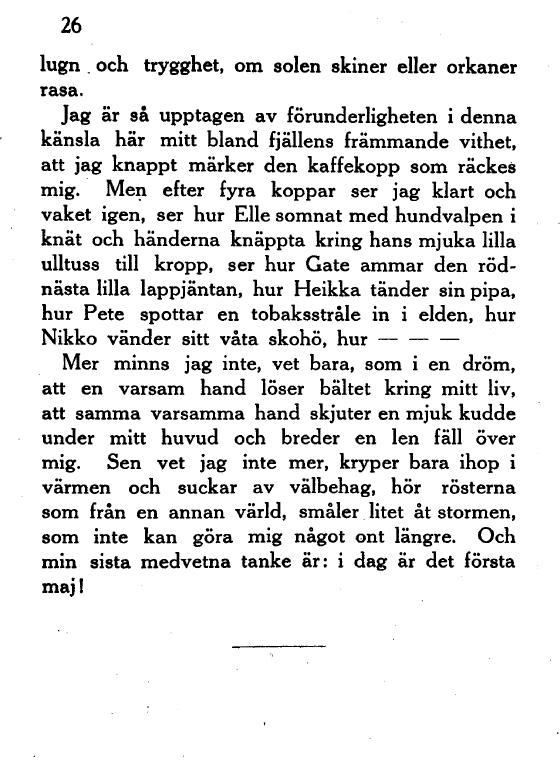 26
lugn och trygghet, om solen skiner eller orkaner
rasa.
Jag är så upptagen av förunderligheten i denna
känsla här mitt bland fjällens främmande vithet,
att jag knappt märker den kaffekopp som räckes
mig. Men efter fyra koppar ser jag klart och
vaket igen, ser hur Elle somnat med hundvalpen i
knät och händerna knäppta kring hans mjuka lilla
ulltuss till kropp, ser hur Gate ammar den röd-
nästa lilla lappjäntan, hur Heikka tänder sin pipa,
hur Pete spottar en tobaksstråle in i elden, hur
Nikko vänder sitt våta skohö, hur — — —
Mer minns jag inte, vet bara, som i en dröm,
att en varsam hand löser bältet kring mitt liv,
att samma varsamma hand skjuter en mjuk kudde
under mitt huvud och breder en len fäll över
mig. Sen vet jag inte mer, kryper bara ihop i
värmen och suckar av välbehag, hör rösterna
som från en annan värld, småler litet åt stormen,
som inte kan göra mig något ont längre. Och
min sista medvetna tanke är: i dag är det första
maj!